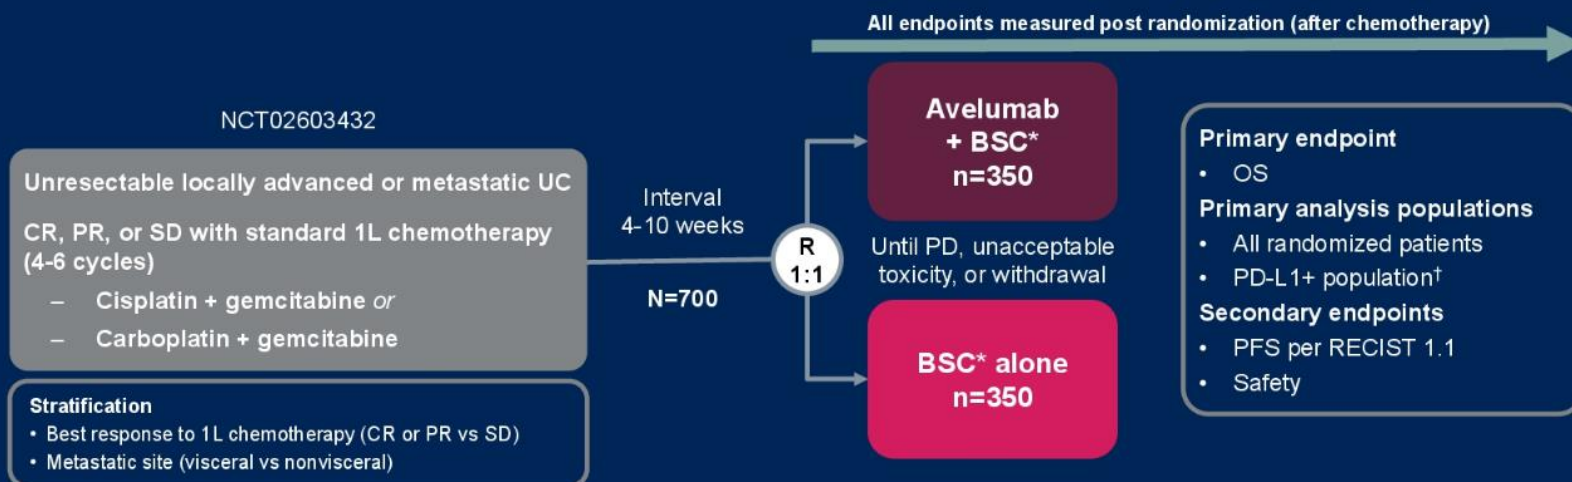 All endpoints measured post randomization (after chemotherapy)
NCT02603432
Unresectable locally advanced or metastatic UC
CR, PR, or SD with standard 1L chemotherapy
(4-6 cycles)
– Cisplatin + gemcitabine or
– Carboplatin + gemcitabine
Stratification
• Best response to 1L chemotherapy (CR or PR vs SD)
• Metastatic site (visceral vs nonvisceral)
Interval
4-10 weeks
N=700
R
1:1
Avelumab
+ BSC*
n=350
Until PD, unacceptable
toxicity, or withdrawal
BSC* alone
n=350
Primary endpoint
• OS
Primary analysis populations
• All randomized patients
• PD-L1+ population†
Secondary endpoints
• PFS per RECIST 1.1
• Safety